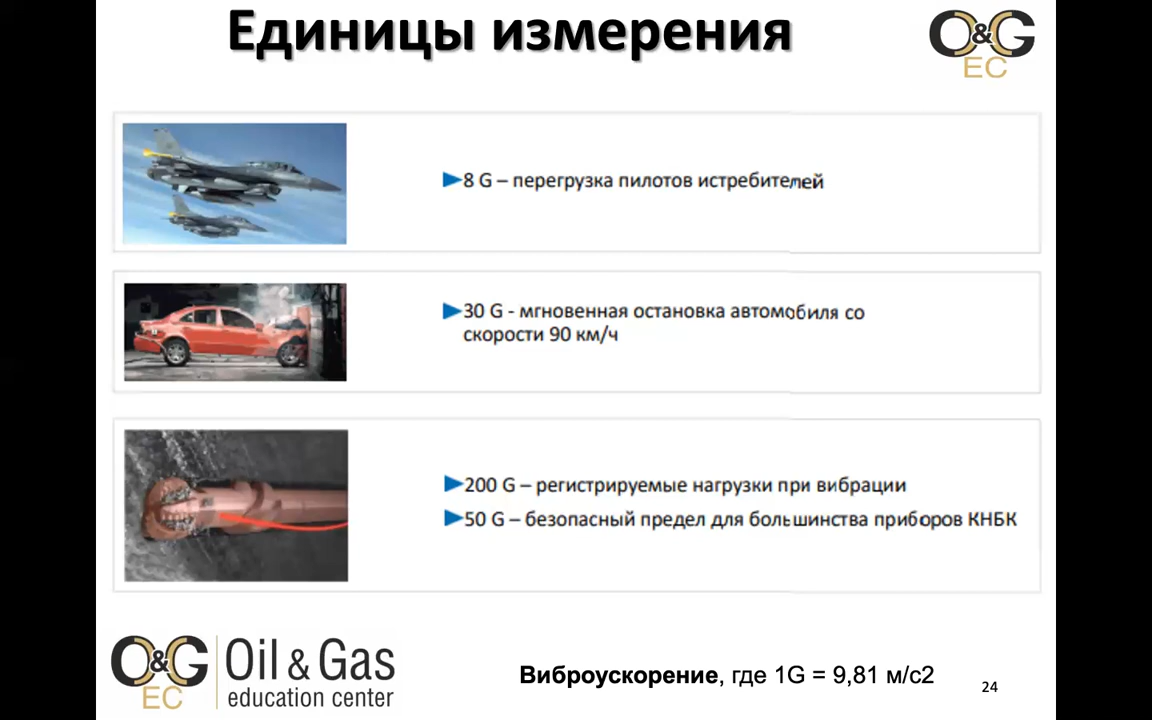 Единицы измерения
O&G
EC
8 G – перегрузка пилотов истребителей
30 G - мгновенная остановка автомобиля со
скорости 90 км/ч
200 G – регистрируемые нагрузки при вибрации
50 G – безопасный предел для большинства приборов КНБК
O&G
EC
Oil & Gas
education center
Виброускорение, где 1G = 9,81 м/с2
24